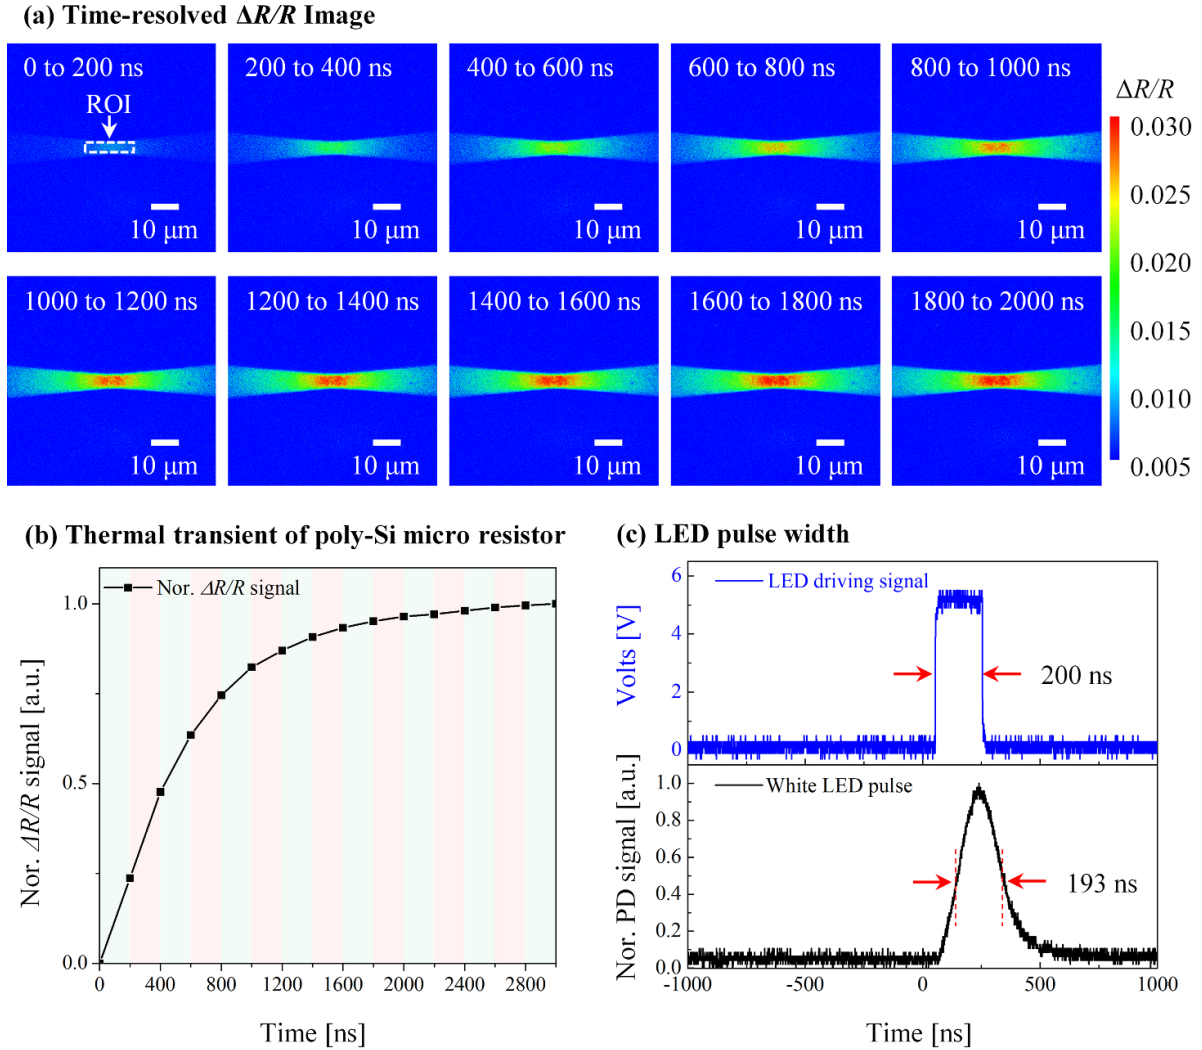 (a) Time-resolved ΔR/R Image
0 to 200 ns
ROI
10 μm
200 to 400 ns
10 μm
400 to 600 ns
10 μm
600 to 800 ns
10 μm
800 to 1000 ns
10 μm
1000 to 1200 ns
10 μm
1200 to 1400 ns
10 μm
1400 to 1600 ns
10 μm
1600 to 1800 ns
10 μm
1800 to 2000 ns
10 μm
ΔR/R
0.030
0.025
0.020
0.015
0.010
0.005
(b) Thermal transient of poly-Si micro resistor
Nor. ΔR/R signal
Nor. ΔR/R signal [a.u.]
1.0
0.5
0.0
0
400
800
1200
1600
2000
2400
2800
Time [ns]
(c) LED pulse width
LED driving signal
Volts [V]
6
4
2
0
200 ns
White LED pulse
Nor. PD signal [a.u.]
1.0
0.8
0.6
0.4
0.2
0.0
193 ns
-1000
-500
0
250
500
1000
Time [ns]